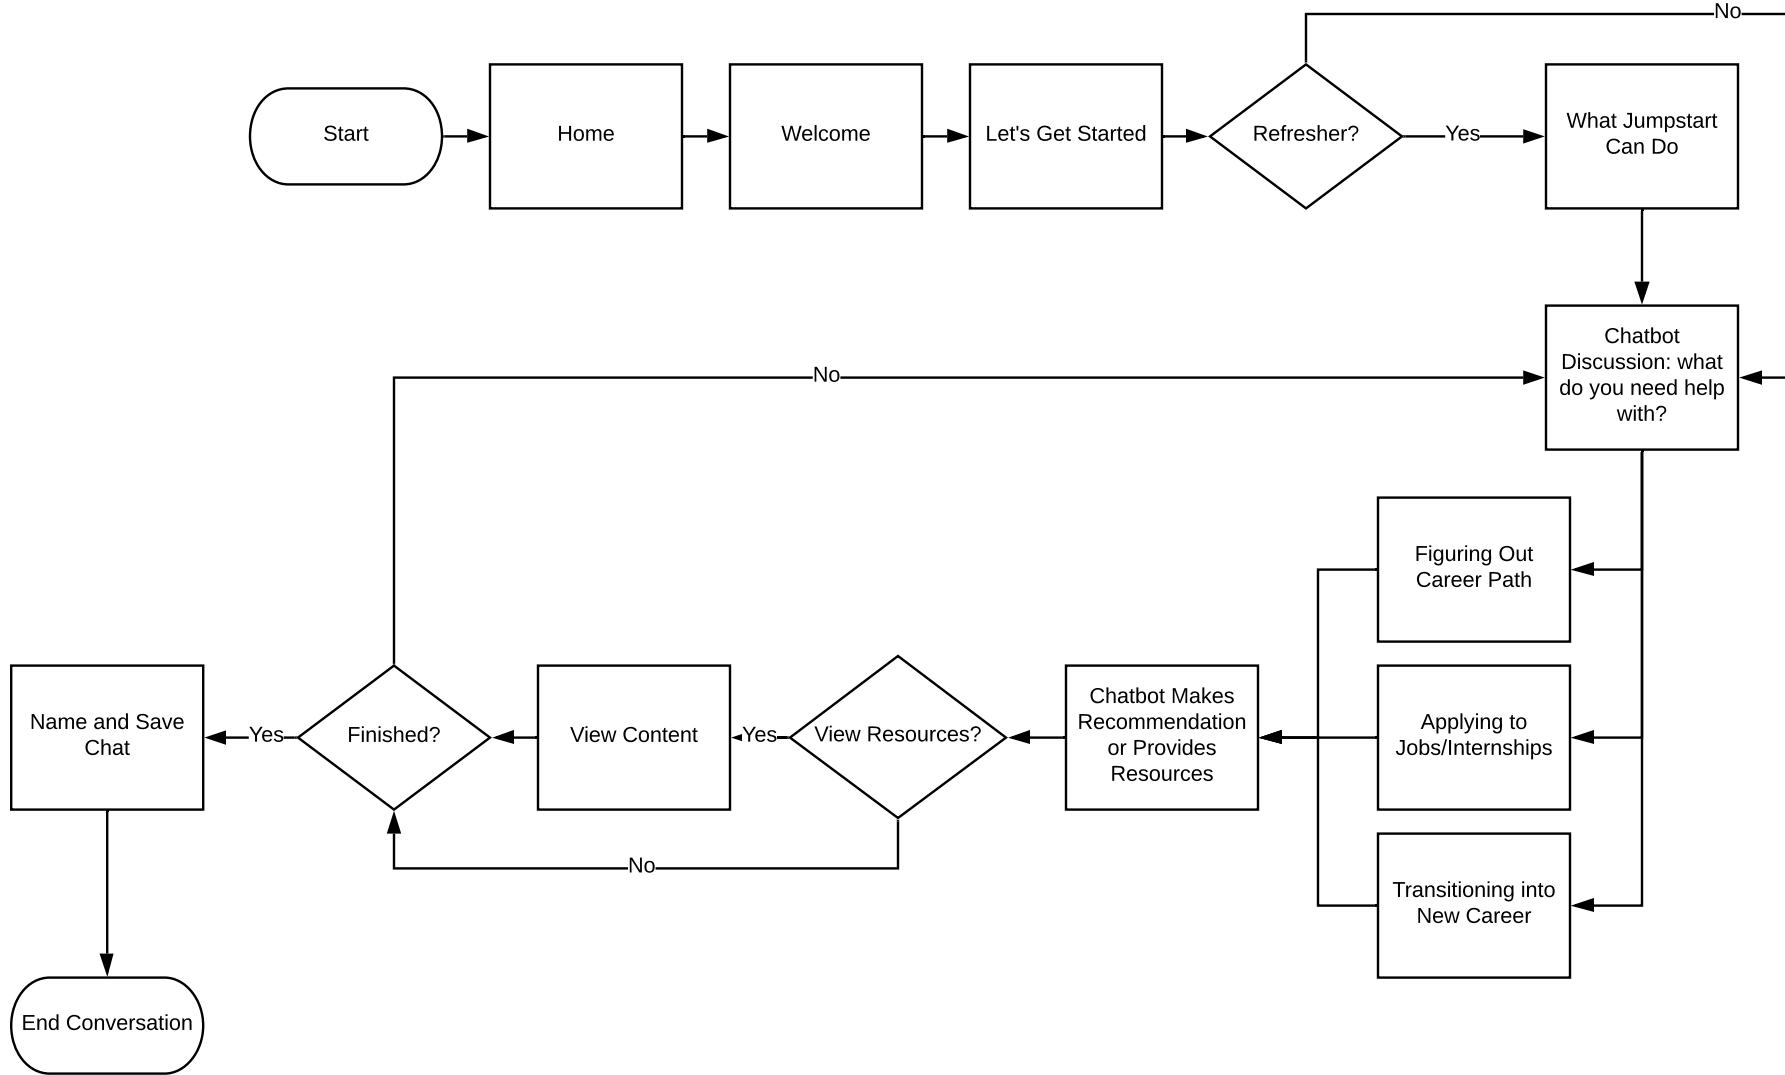 No
Start
Home
Welcome
Let's Get Started
Refresher?
Yes
What Jumpstart
Can Do
Chatbot
Discussion: what
do you need help
with?
No
Figuring Out
Career Path
Applying to
Jobs/Internships
Transitioning into
New Career
Chatbot Makes
Recommendation
or Provides
Resources
View Resources?
Yes
View Content
No
Finished?
Yes
Name and Save
Chat
End Conversation